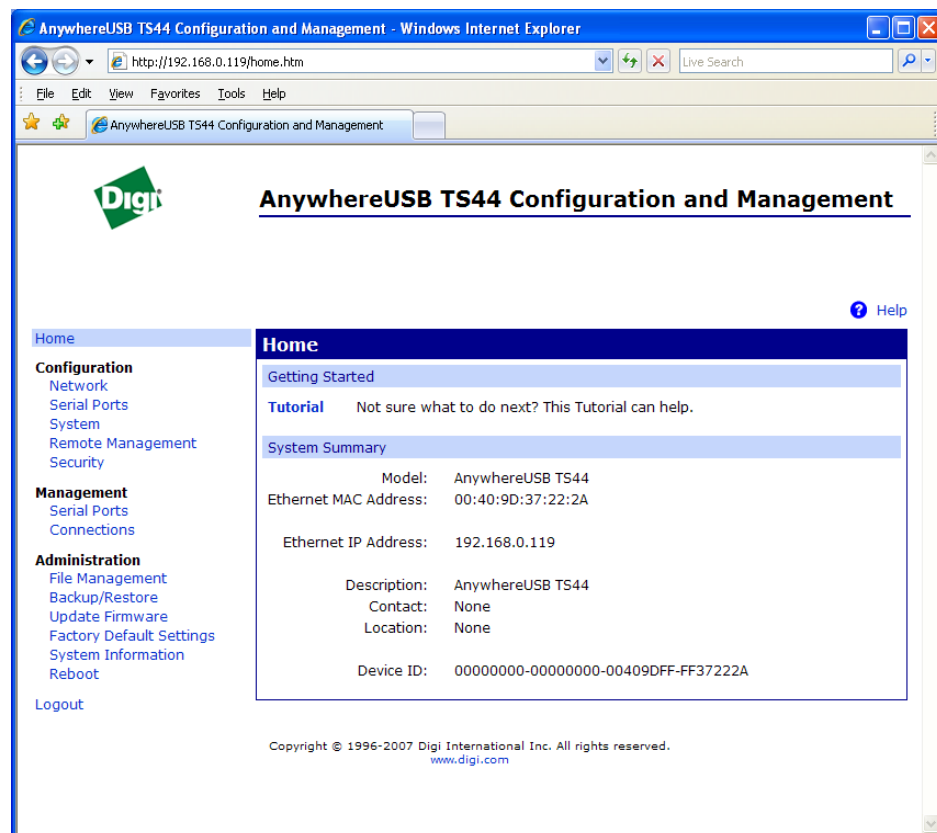 AnywhereUSB TS44 Configuration and Management - Windows Internet Explorer
http://192.168.0.119/home.htm
Live Search
File Edit View Favorites Tools Help
AnywhereUSB TS44 Configuration and Management
Digi
AnywhereUSB TS44 Configuration and Management
? Help
Home
Configuration
Network
Serial Ports
System
Remote Management
Security
Management
Serial Ports
Connections
Administration
File Management
Backup/Restore
Update Firmware
Factory Default Settings
System Information
Reboot
Logout
Home
Getting Started
Tutorial Not sure what to do next? This Tutorial can help.
System Summary
Model: AnywhereUSB TS44
Ethernet MAC Address: 00:40:9D:37:22:2A
Ethernet IP Address: 192.168.0.119
Description: AnywhereUSB TS44
Contact: None
Location: None
Device ID: 00000000-00000000-00409DFF-FF37222A
Copyright © 1996-2007 Digi International Inc. All rights reserved.
www.digi.com